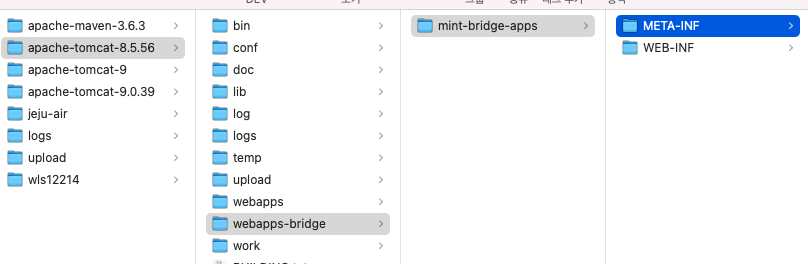 DEV
apache-maven-3.6.3
apache-tomcat-8.5.56
apache-tomcat-9
apache-tomcat-9.0.39
jeju-air
logs
upload
wls12214
bin
conf
doc
lib
log
logs
temp
upload
webapps
webapps-bridge
work
mint-bridge-apps
META-INF
WEB-INF